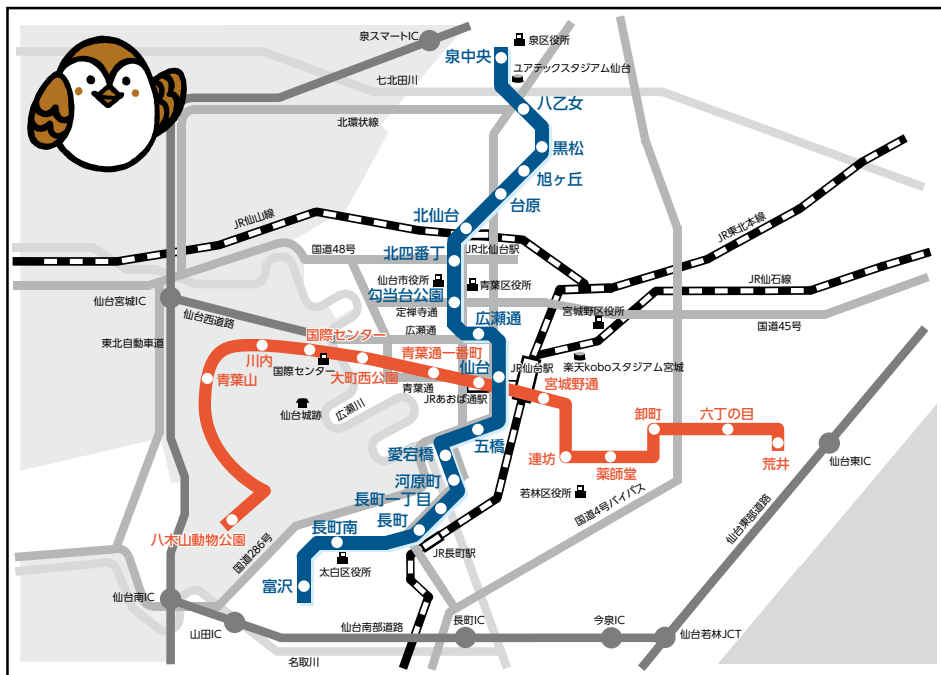 泉スマートIC
泉区役所
泉中央
ユアテックスタジアム仙台
七北田川
八乙女
北環状線
黒松
旭ヶ丘
台原
北仙台
JR仙山線
JR東北本線
国道48号
JR北仙台駅
北四番丁
仙台市役所
青葉区役所
JR仙石線
仙台宮城IC
勾当台公園
定禅寺通
宮城野区役所
仙台西道路
広瀬通
国道45号
東北自動車道
国際センター
広瀬通
川内
国際センター
青葉通一番町
仙台
JR仙台駅
楽天koboスタジアム宮城
青葉山
大町西公園
青葉通
JRあおば通駅
宮城野通
仙台城跡
広瀬川
卸町
六丁の目
五橋
愛宕橋
連坊
薬師堂
荒井
仙台東IC
河原町
若林区役所
長町一丁目
国道4号バイパス
仙台東部道路
長町
八木山動物公園
国道286号
長町南
JR長町駅
太白区役所
富沢
仙台南IC
山田IC
仙台南部道路
長町IC
今泉IC
仙台若林JCT
名取川